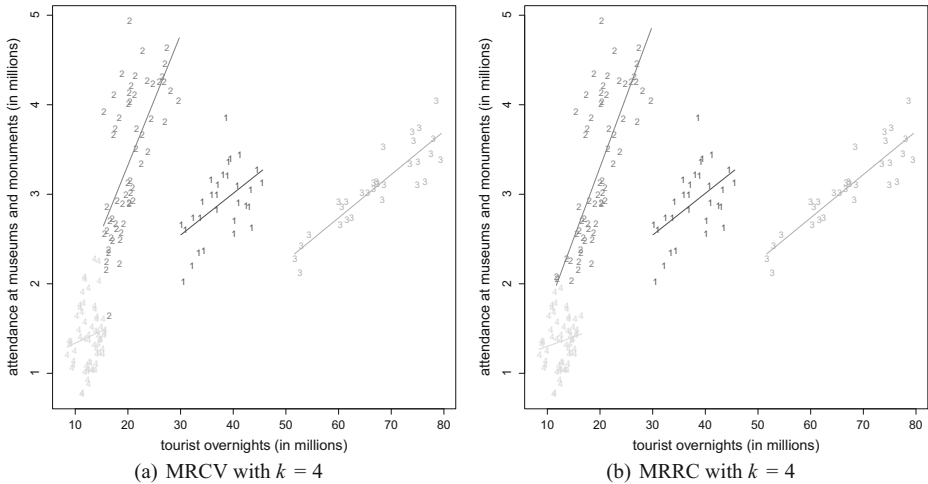 5
4
3
2
1
attendance at museums and monuments (in millions)
10 20 30 40 50 60 70 80
tourist overnights (in millions)
(a) MRCV with k = 4
5
4
3
2
1
attendance at museums and monuments (in millions)
10 20 30 40 50 60 70 80
tourist overnights (in millions)
(b) MRRC with k = 4